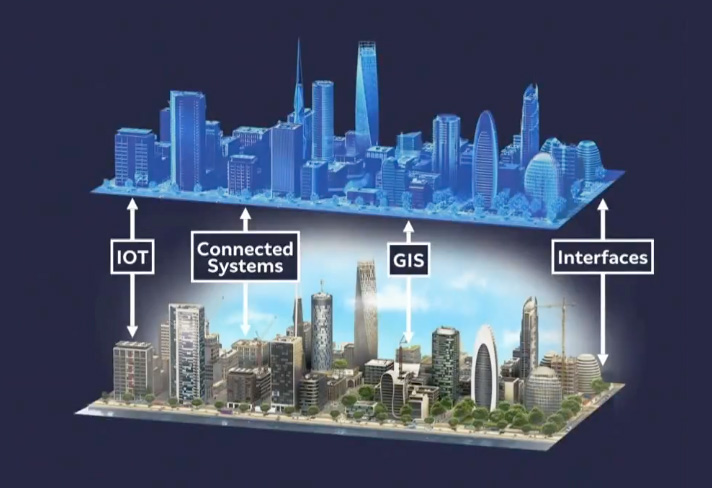 IOT
Connected
Systems
GIS
Interfaces